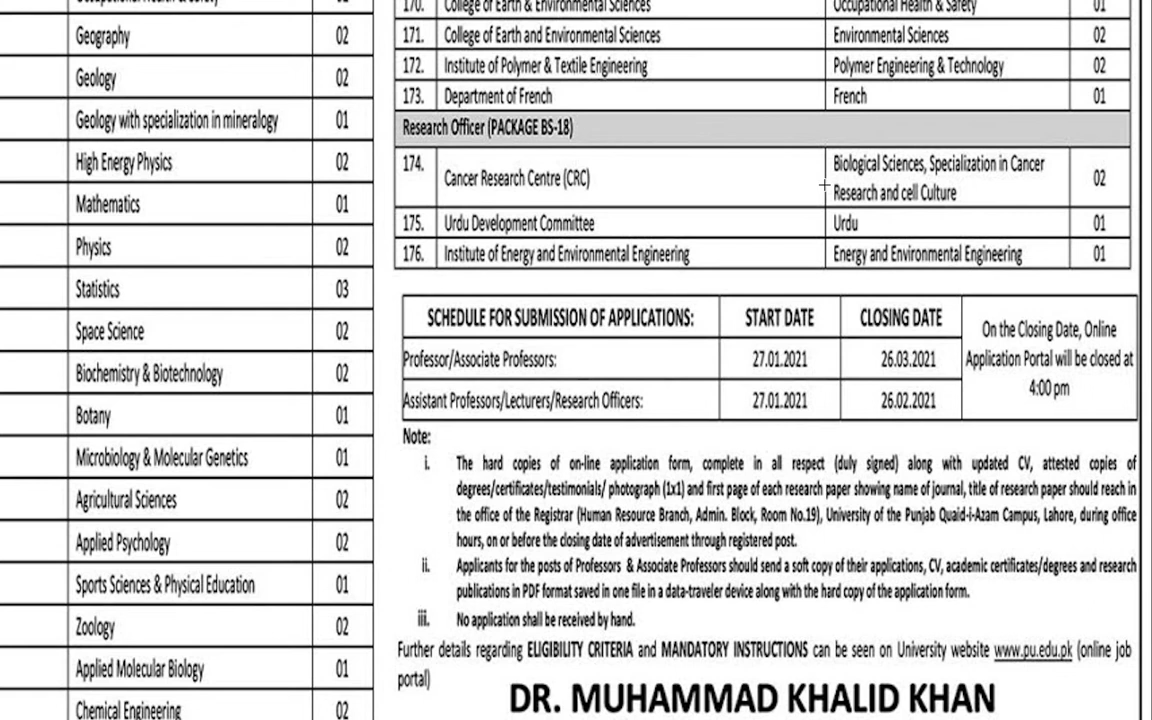 Occupational Health & Safety 02
Geography 02
Geology 02
Geology with specialization in mineralogy 01
High Energy Physics 02
Mathematics 01
Physics 02
Statistics 03
Space Science 02
Biochemistry & Biotechnology 02
Botany 01
Microbiology & Molecular Genetics 01
Agricultural Sciences 02
Applied Psychology 02
Sports Sciences & Physical Education 01
Zoology 02
Applied Molecular Biology 01
Chemical Engineering 02
170. College of Earth & Environmental Sciences Occupational Health & Safety 01
171. College of Earth and Environmental Sciences Environmental Sciences 02
172. Institute of Polymer & Textile Engineering Polymer Engineering & Technology 02
173. Department of French French 01
Research Officer (PACKAGE BS-18)
174. Cancer Research Centre (CRC) Biological Sciences, Specialization in Cancer 02
Research and cell Culture
175. Urdu Development Committee Urdu 01
176. Institute of Energy and Environmental Engineering Energy and Environmental Engineering 01
SCHEDULE FOR SUBMISSION OF APPLICATIONS: START DATE CLOSING DATE
Professor/Associate Professors: 27.01.2021 26.03.2021
Assistant Professors/Lecturers/Research Officers: 27.01.2021 26.02.2021
On the Closing Date, Online
Application Portal will be closed at
4:00 pm
Note:
i. The hard copies of on-line application form, complete in all respect (duly signed) along with updated CV, attested copies of
degrees/certificates/testimonials/ photograph (1x1) and first page of each research paper showing name of journal, title of research paper should reach in
the office of the Registrar (Human Resource Branch, Admin. Block, Room No.19), University of the Punjab Quaid-i-Azam Campus, Lahore, during office
hours, on or before the closing date of advertisement through registered post.
ii. Applicants for the posts of Professors & Associate Professors should send a soft copy of their applications, CV, academic certificates/degrees and research
publications in PDF format saved in one file in a data-traveler device along with the hard copy of the application form.
iii. No application shall be received by hand.
Further details regarding ELIGIBILITY CRITERIA and MANDATORY INSTRUCTIONS can be seen on University website www.pu.edu.pk (online job
portal)
DR. MUHAMMAD KHALID KHAN